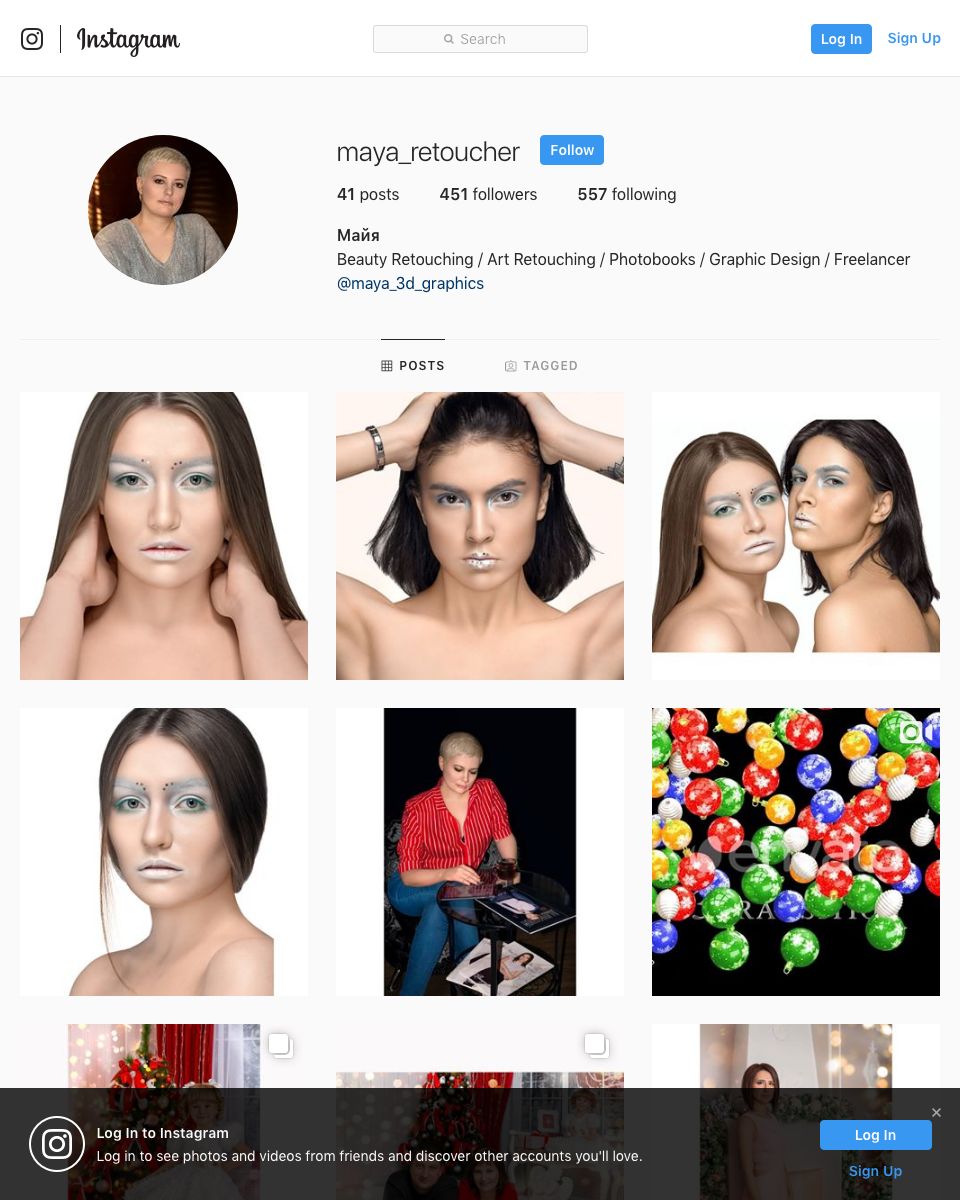 Instagram
Search
Log In
Sign Up
maya_retoucher
Follow
41 posts
451 followers
557 following
Майя
Beauty Retouching / Art Retouching / Photobooks / Graphic Design / Freelancer
@maya_3d_graphics
POSTS
TAGGED
Log In to Instagram
Log in to see photos and videos from friends and discover other accounts you'll love.
Log In
Sign Up